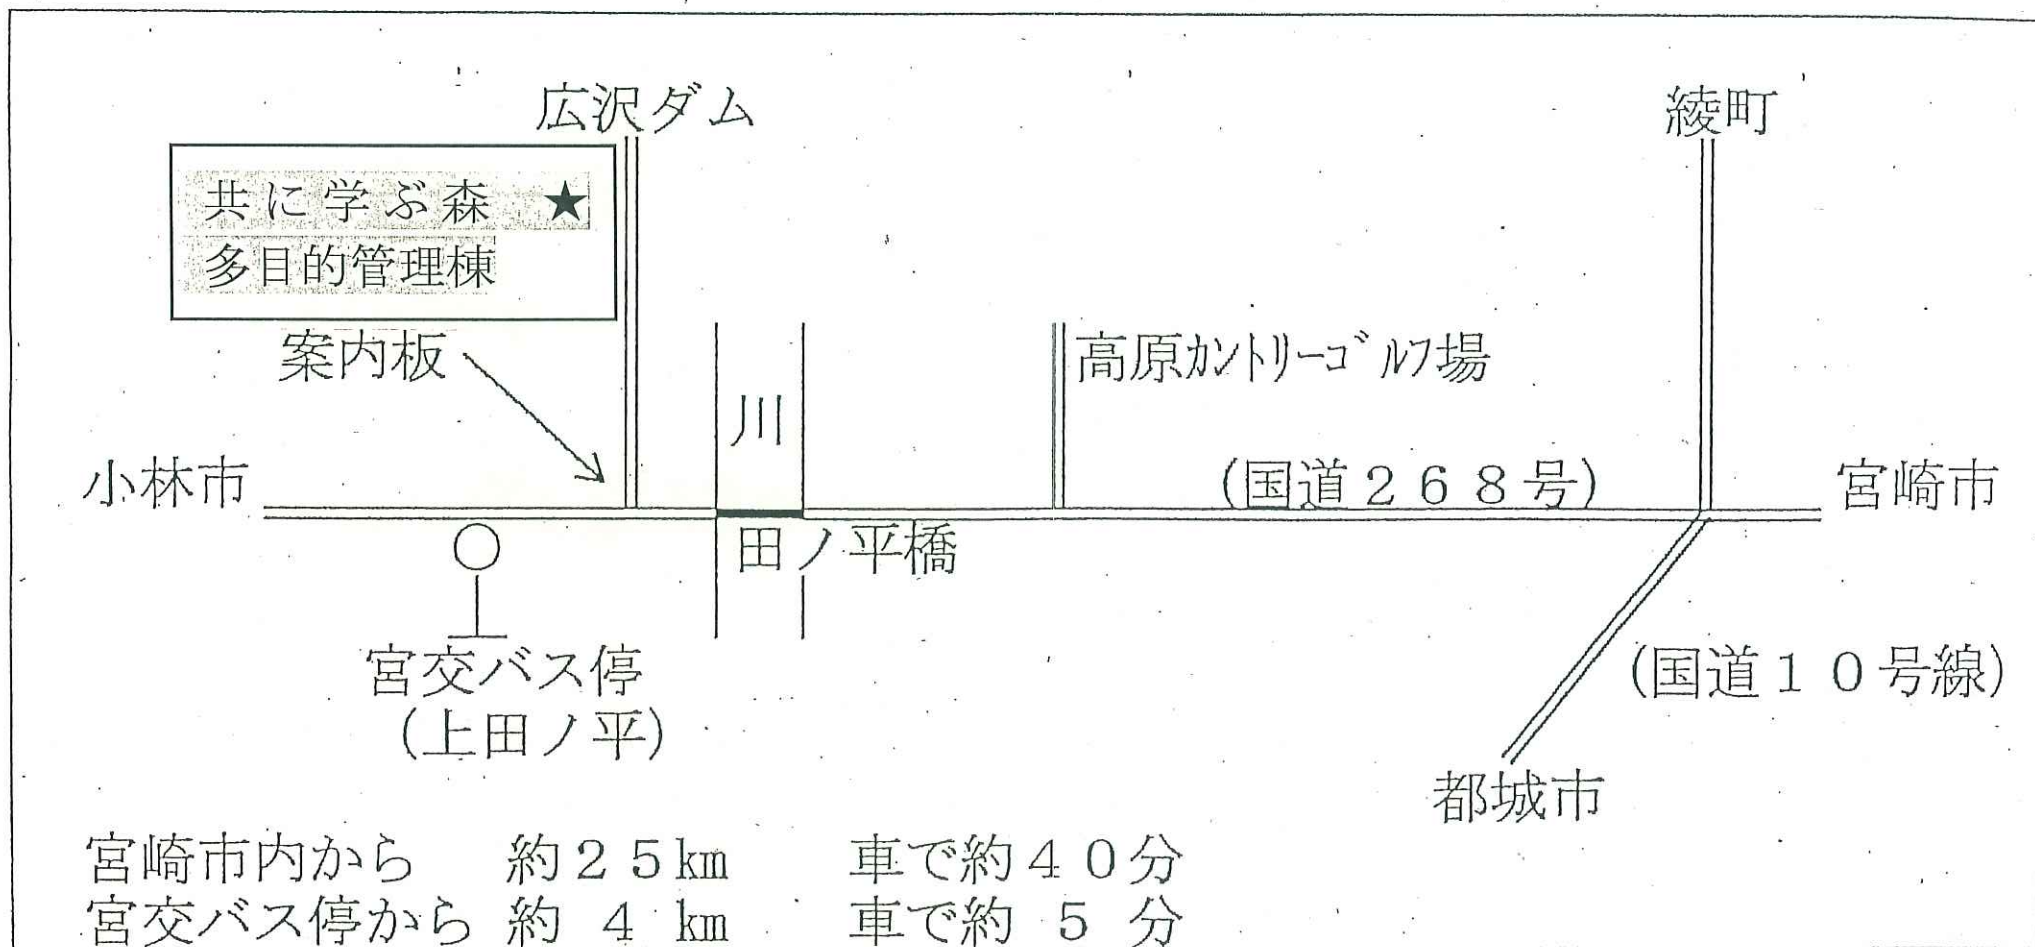 広沢ダム
綾町
共に学ぶ森 ★
多目的管理棟
案内板
高原ｶﾝﾄﾘｰｺﾞﾙﾌ場
川
小林市
(国道２６８号)
宮崎市
田ノ平橋
宮交バス停
(上田ノ平)
(国道１０号線)
都城市
宮崎市内から 約２５㎞ 車で約４０分
宮交バス停から 約 ４ ㎞ 車で約 ５ 分